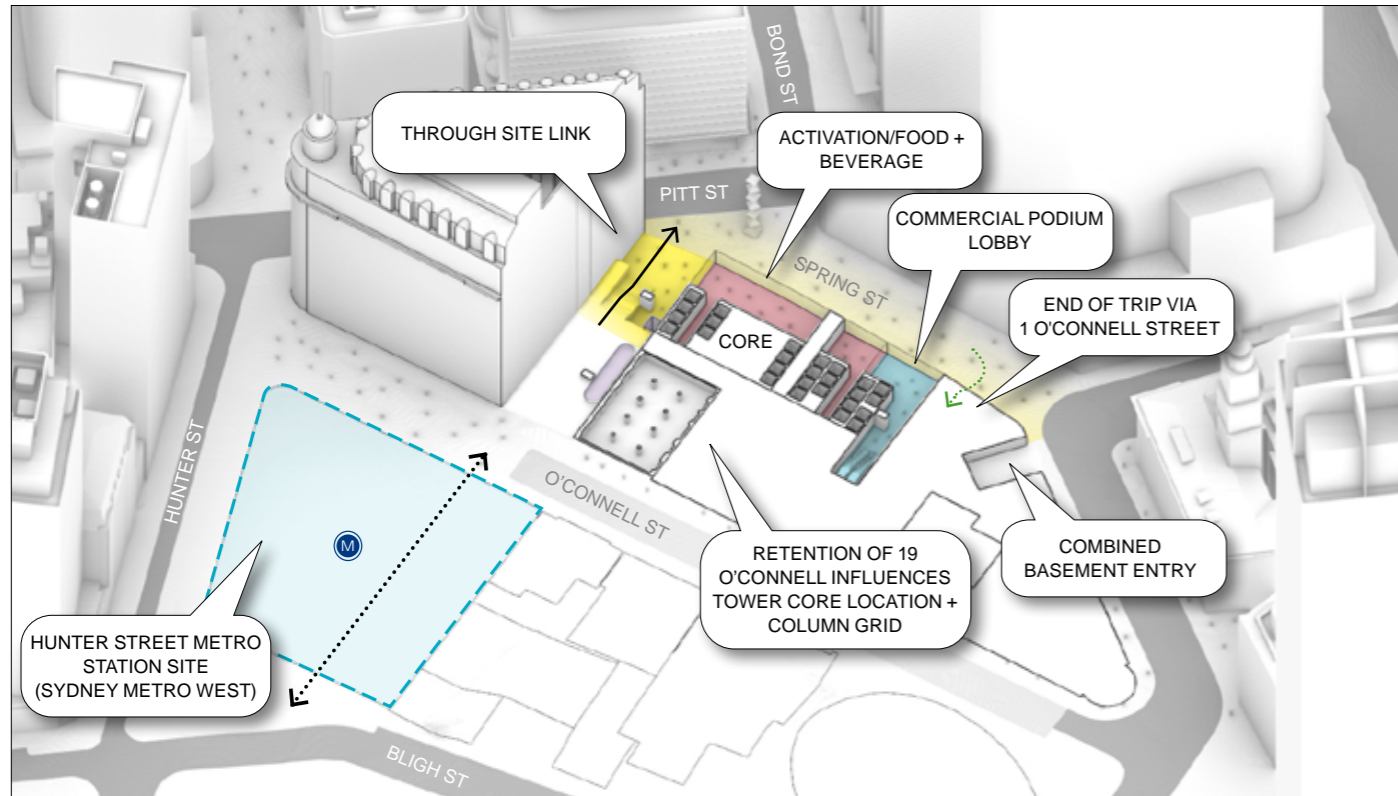 BOND ST
THROUGH SITE LINK
ACTIVATION/FOOD +
BEVERAGE
PITT ST
COMMERCIAL PODIUM
LOBBY
SPRING ST
END OF TRIP VIA
1 O'CONNELL STREET
CORE
HUNTER ST
O'CONNELL ST
M
RETENTION OF 19
O'CONNELL INFLUENCES
TOWER CORE LOCATION +
COLUMN GRID
COMBINED
BASEMENT ENTRY
HUNTER STREET METRO
STATION SITE
(SYDNEY METRO WEST)
BLIGH ST